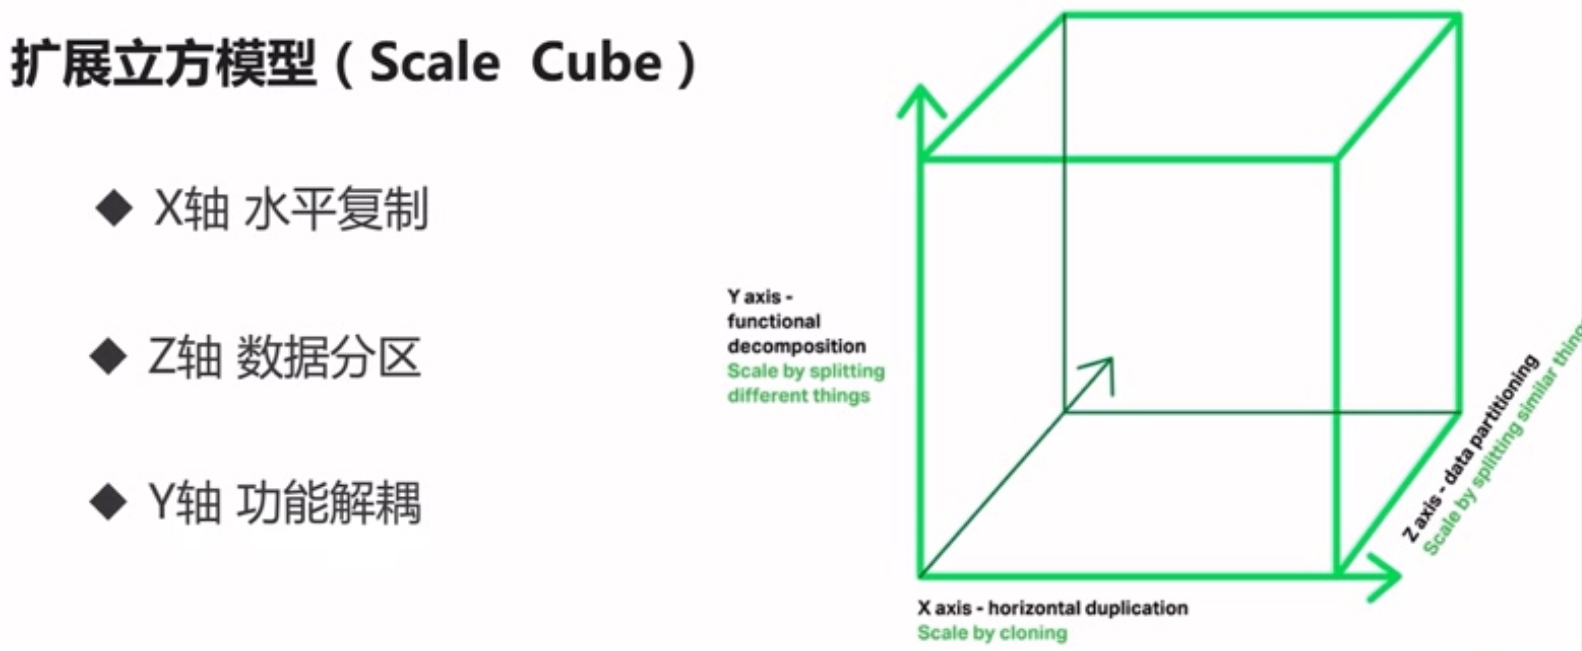 扩展立方模型（Scale Cube）
◆ X轴 水平复制
◆ Z轴 数据分区
◆ Y轴 功能解耦
Y axis -
functional
decomposition
Scale by splitting
different things
Z axis - data partitioning
Scale by splitting similar thing
X axis - horizontal duplication
Scale by cloning